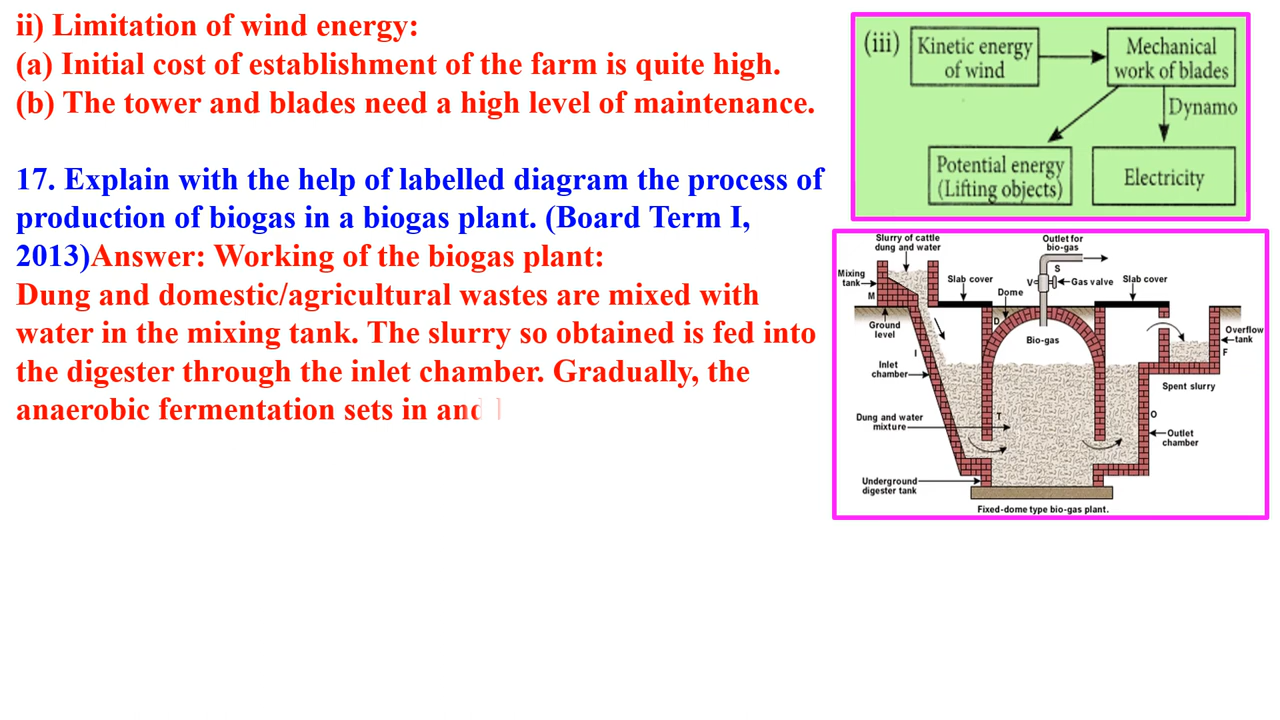 ii) Limitation of wind energy:
(a) Initial cost of establishment of the farm is quite high.
(b) The tower and blades need a high level of maintenance.
17. Explain with the help of labelled diagram the process of
production of biogas in a biogas plant. (Board Term I,
2013)Answer: Working of the biogas plant:
Dung and domestic/agricultural wastes are mixed with
water in the mixing tank. The slurry so obtained is fed into
the digester through the inlet chamber. Gradually, the
anaerobic fermentation sets in and
(iii)
Kinetic energy
of wind
Mechanical
work of blades
Dynamo
Potential energy
(Lifting objects)
Electricity
Slurry of cattle
dung and water
Outlet for
bio-gas
Mixing
tank
M
Slab cover
Dome
V
S
Gas valve
Slab cover
D
Ground
level
Bio-gas
Overflow
tank
F
I
Inlet
chamber
Spent slurry
Dung and water
mixture
T
O
Outlet
chamber
Underground
digester tank
Fixed-dome type bio-gas plant.